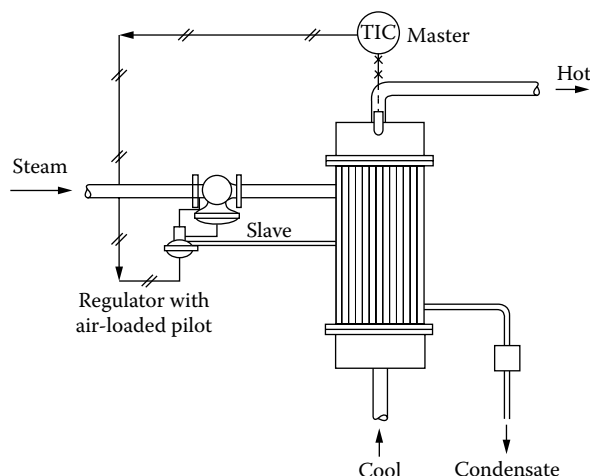 TIC
Master
Hot
Steam
Slave
Regulator with
air-loaded pilot
Cool
Condensate